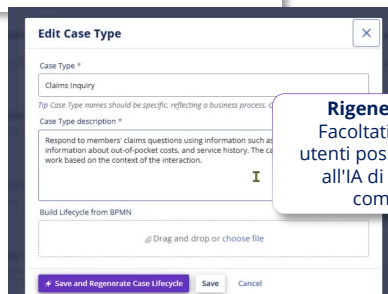 Edit Case Type
Case Type *
Claims Inquiry
Tip Case Type names should be specific, reflecting a business process.
Case Type description *
Respond to members' claims questions using information such as
information about out-of-pocket costs, and service history. The
work based on the context of the interaction.
Build Lifecycle from BPMN
Drag and drop or choose file
Save and Regenerate Case Lifecycle
Save
Cancel
Facoltati
utenti pos
all'IA di
com